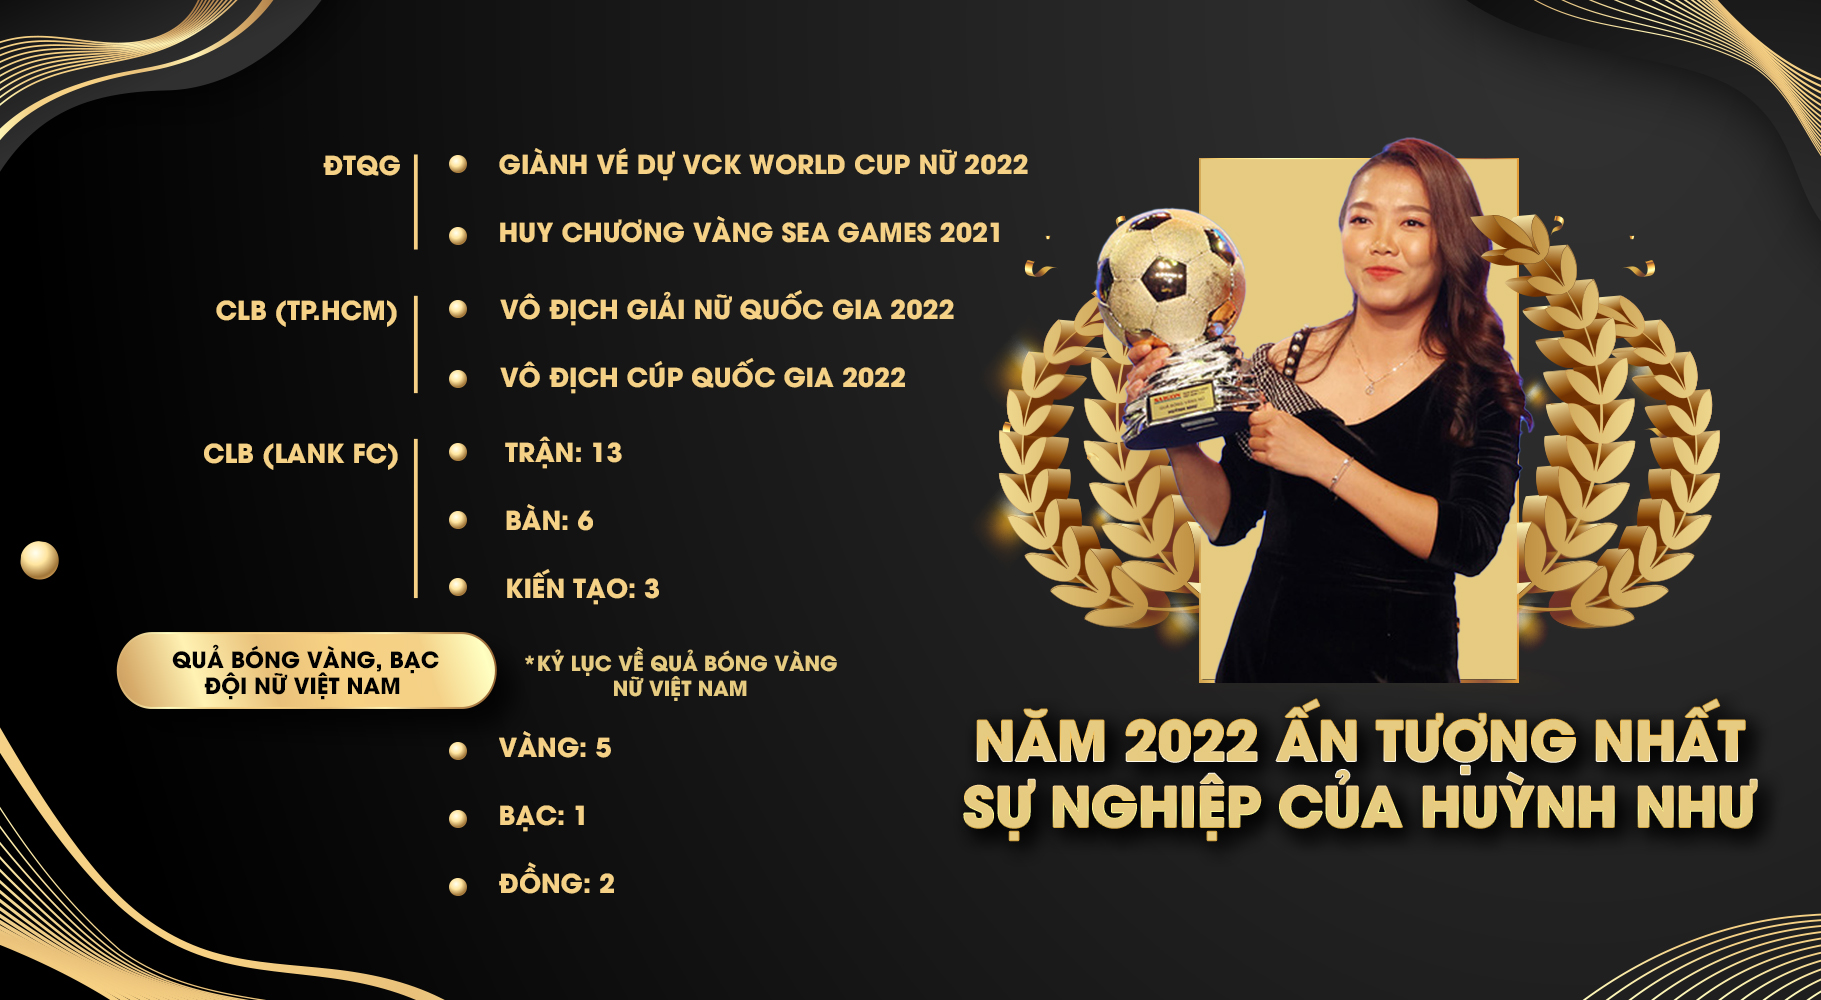 ĐTQG
GIÀNH VÉ DỰ VCK WORLD CUP NỮ 2022
HUY CHƯƠNG VÀNG SEA GAMES 2021
CLB (TP.HCM)
VÔ ĐỊCH GIẢI NỮ QUỐC GIA 2022
VÔ ĐỊCH CÚP QUỐC GIA 2022
CLB (LANK FC)
TRẬN: 13
BÀN: 6
KIẾN TẠO: 3
QUẢ BÓNG VÀNG, BẠC
ĐỘI NỮ VIỆT NAM
*KỶ LỤC VỀ QUẢ BÓNG VÀNG
NỮ VIỆT NAM
VÀNG: 5
BẠC: 1
ĐỒNG: 2
NĂM 2022 ẤN TƯỢNG NHẤT
SỰ NGHIỆP CỦA HUỲNH NHƯ